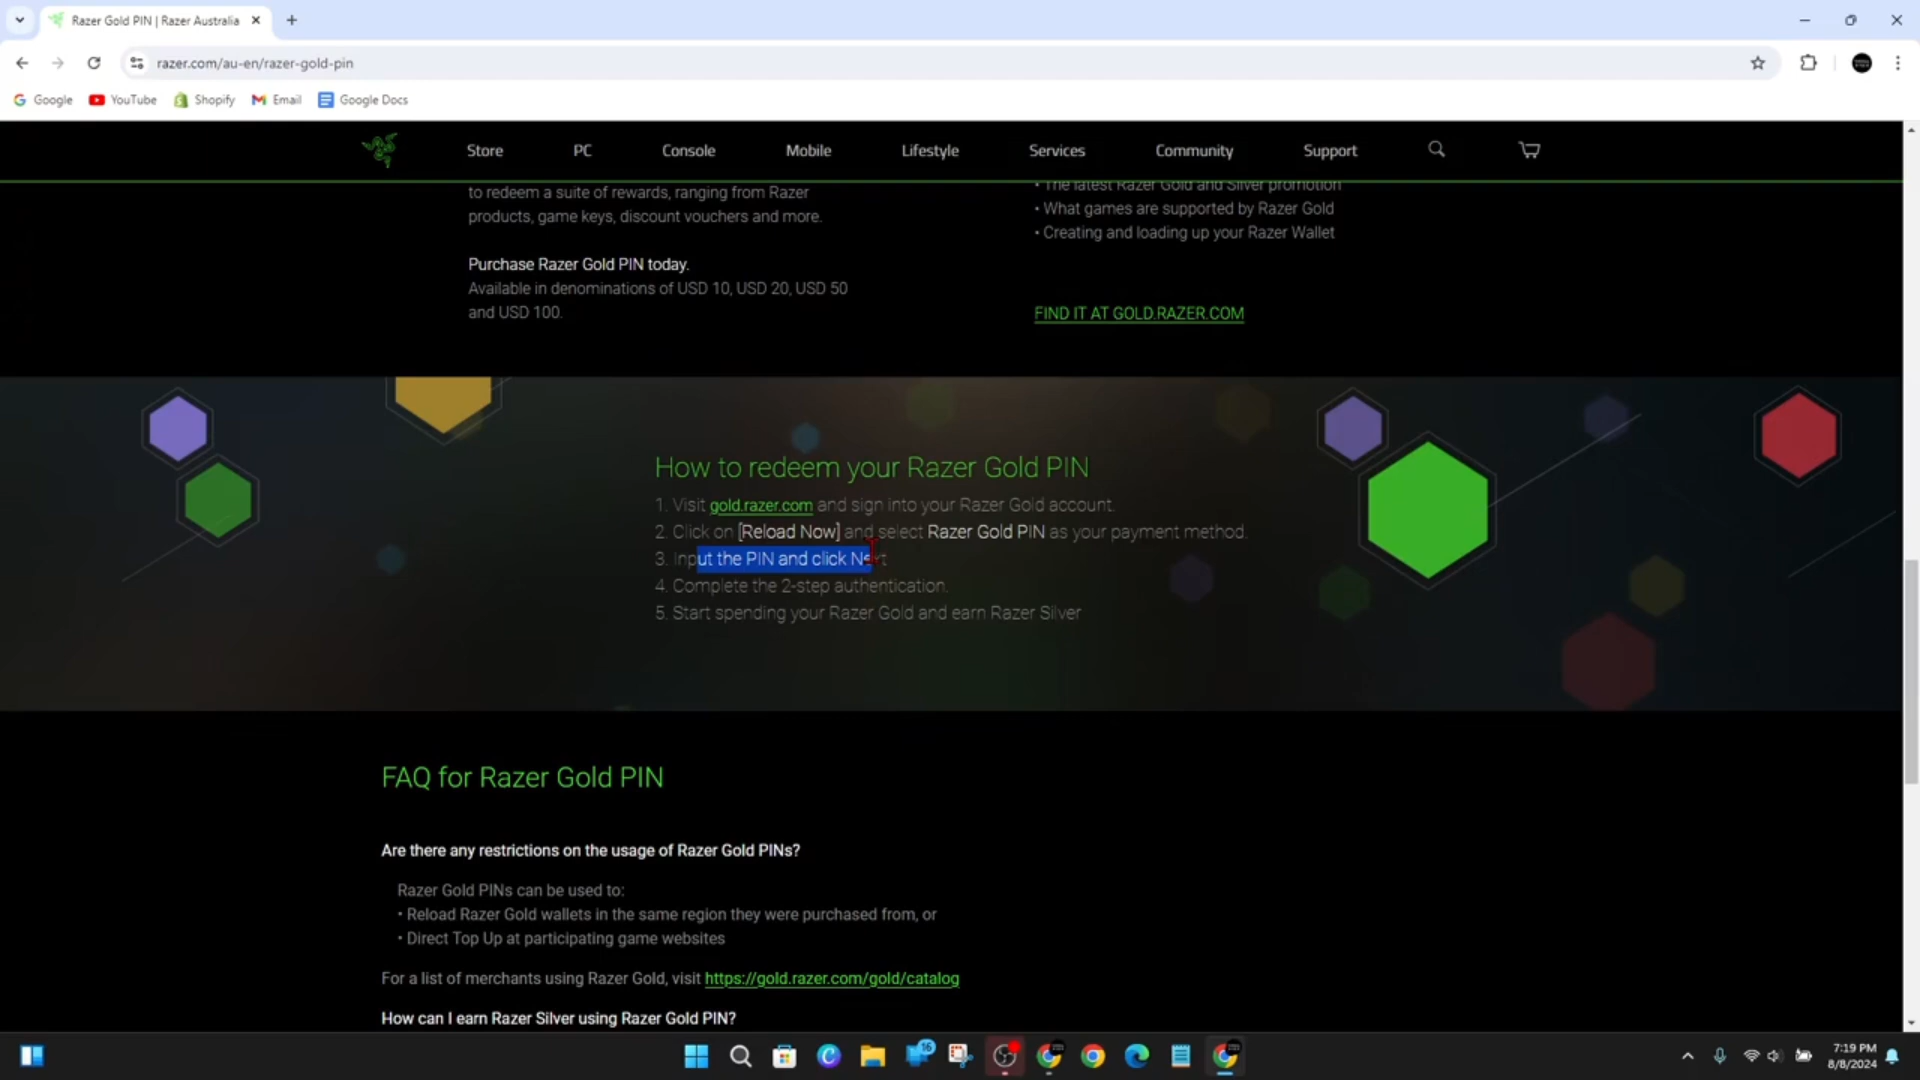 Razer Gold PIN | Razer Australia
razer.com/au-en/razer-gold-pin
Google YouTube Shopify Email Google Docs
Store PC Console Mobile Lifestyle Services Community Support
to redeem a suite of rewards, ranging from Razer
products, game keys, discount vouchers and more.
Purchase Razer Gold PIN today.
Available in denominations of USD 10, USD 20, USD 50
and USD 100.
• The latest Razer Gold and Silver promotion
• What games are supported by Razer Gold
• Creating and loading up your Razer Wallet
FIND IT AT GOLD.RAZER.COM
How to redeem your Razer Gold PIN
1. Visit gold.razer.com and sign into your Razer Gold account.
2. Click on [Reload Now] and select Razer Gold PIN as your payment method.
3. Input the PIN and click Next
4. Complete the 2-step authentication.
5. Start spending your Razer Gold and earn Razer Silver
FAQ for Razer Gold PIN
Are there any restrictions on the usage of Razer Gold PINs?
Razer Gold PINs can be used to:
• Reload Razer Gold wallets in the same region they were purchased from, or
• Direct Top Up at participating game websites
For a list of merchants using Razer Gold, visit https://gold.razer.com/gold/catalog
How can I earn Razer Silver using Razer Gold PIN?
16
7:19 PM
8/8/2024